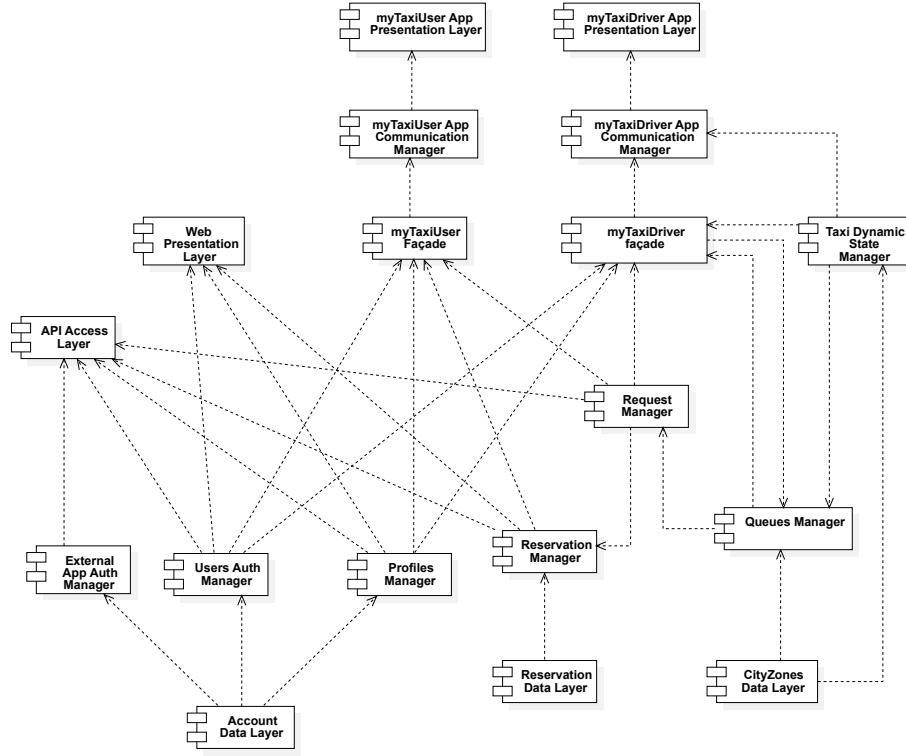 myTaxiUser App
Presentation Layer
myTaxiDriver App
Presentation Layer
myTaxiUser App
Communication
Manager
myTaxiDriver App
Communication
Manager
Web
Presentation
Layer
myTaxiUser
Façade
myTaxiDriver
façade
Taxi Dynamic
State
Manager
API Access
Layer
Request
Manager
Queues Manager
External
App Auth
Manager
Users Auth
Manager
Profiles
Manager
Reservation
Manager
Reservation
Data Layer
CityZones
Data Layer
Account
Data Layer